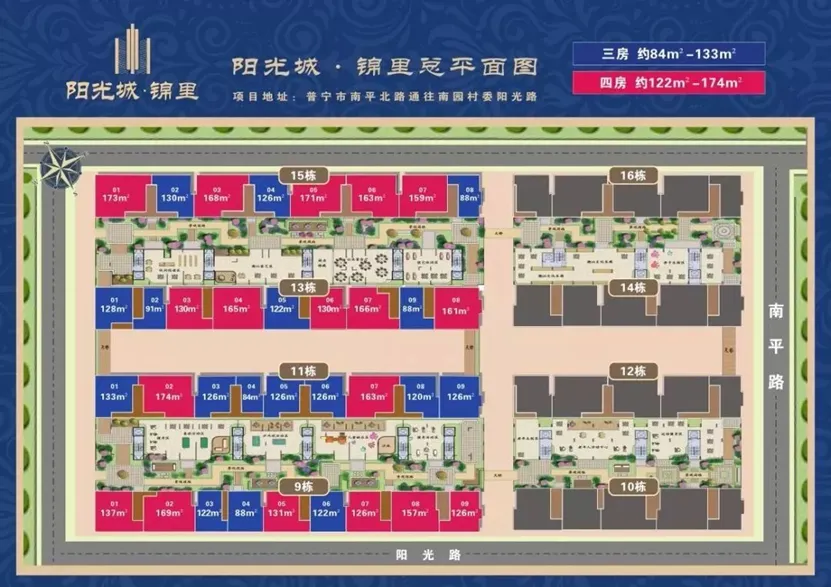 阳光城·锦里
阳光城·锦里总平面图
项目地址：普宁市南平北路通往南园村委阳光路
三房 约84m²-133m²
四房 约122m²-174m²
15栋
16栋
01 02 03 04 05 06 07 08
173m² 130m² 168m² 126m² 171m² 163m² 159m² 88m²
13栋
14栋
01 02 03 04 05 06 07 09 08
128m² 91m² 130m² 165m² 122m² 130m² 166m² 88m² 161m²
南平路
11栋
12栋
01 02 03 04 05 06 07 08 09
133m² 174m² 126m² 84m² 126m² 126m² 163m² 120m² 126m²
9栋
10栋
01 02 03 04 05 06 07 08 09
137m² 169m² 122m² 88m² 131m² 122m² 126m² 157m² 126m²
阳光路